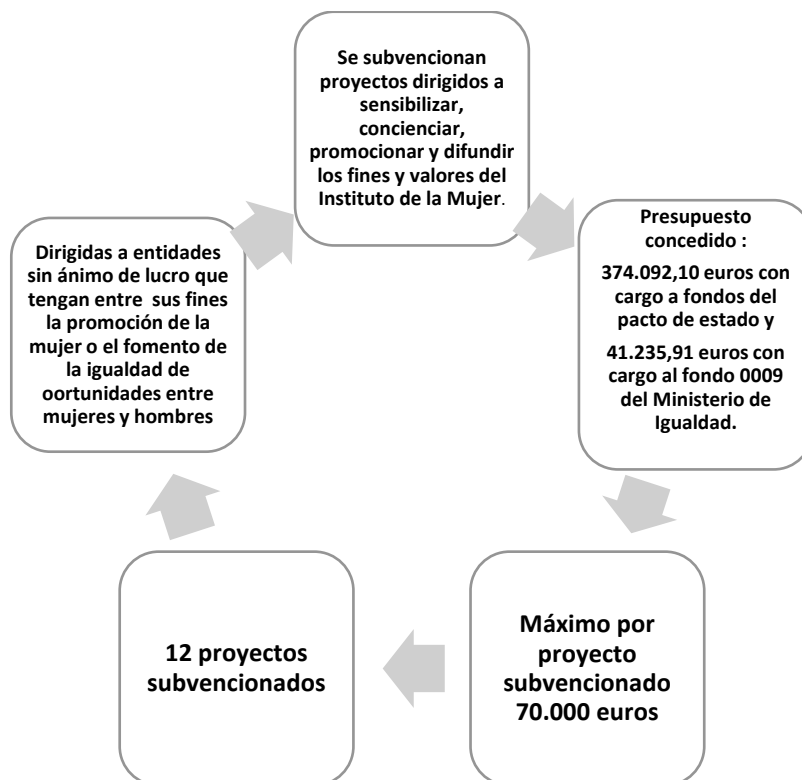 Se subvencionan
proyectos dirigidos a
sensibilizar,
concienciar,
promocionar y difundir
los fines y valores del
Instituto de la Mujer.
Presupuesto
concedido :
374.092,10 euros con
cargo a fondos del
pacto de estado y
41.235,91 euros con
cargo al fondo 0009
del Ministerio de
Igualdad.
Máximo por
proyecto
subvencionado
70.000 euros
12 proyectos
subvencionados
Dirigidas a entidades
sin ánimo de lucro que
tengan entre sus fines
la promoción de la
mujer o el fomento de
la igualdad de
oortunidades entre
mujeres y hombres